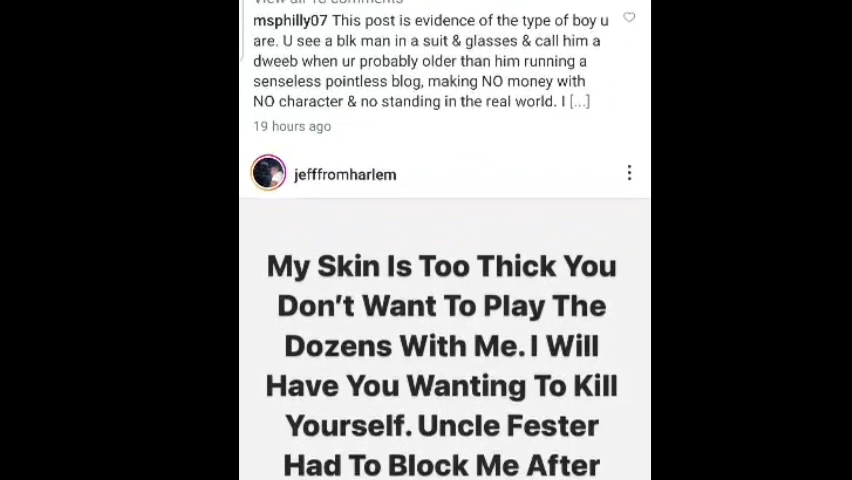 View all 10 comments
msphilly07 This post is evidence of the type of boy u
are. U see a blk man in a suit & glasses & call him a
dweeb when ur probably older than him running a
senseless pointless blog, making NO money with
NO character & no standing in the real world. I [...]
19 hours ago
jefffromharlem
My Skin Is Too Thick You
Don't Want To Play The
Dozens With Me. I Will
Have You Wanting To Kill
Yourself. Uncle Fester
Had To Block Me After